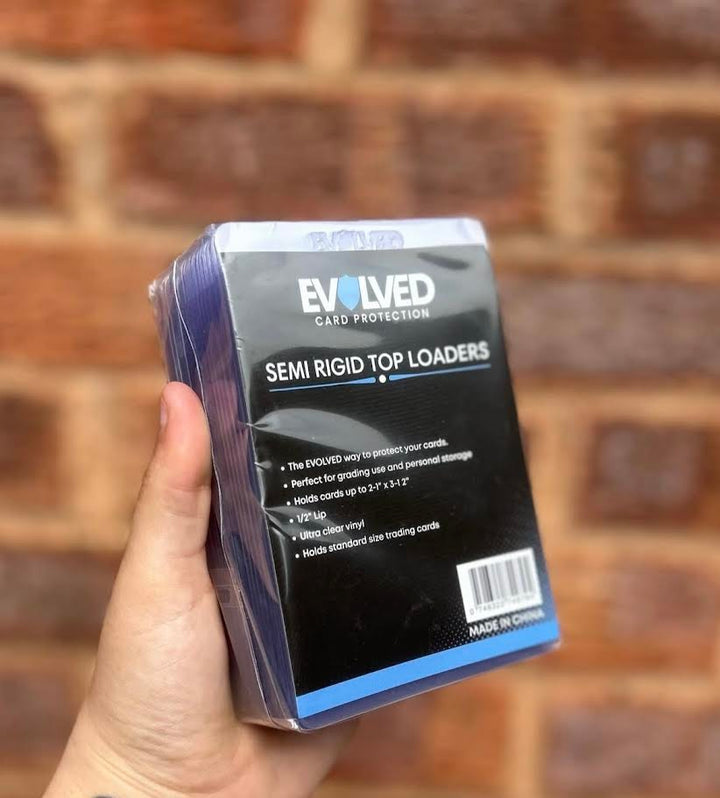 EVOLVED
EVOLVED
CARD PROTECTION
SEMI RIGID TOP LOADERS
• The EVOLVED way to protect your cards.
• Perfect for grading use and personal storage
• Holds cards up to 2-1" x 3-1 2"
• 1/2" Lip
• Ultra clear vinyl
• Holds standard size trading cards
MADE IN CHINA